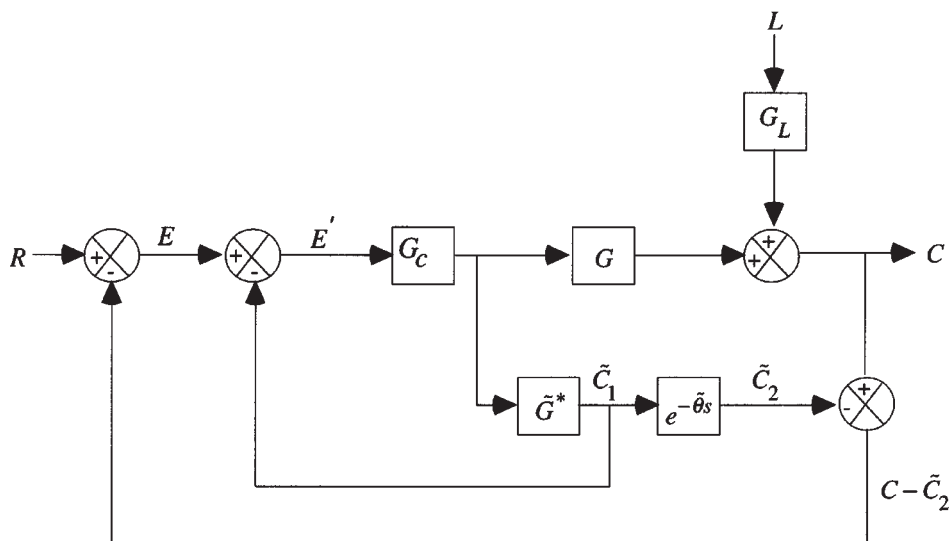 L
G_L
R
+
-
E
+
-
E'
G_c
G
+
+
C
G̃*
C̃_1
e^{-θ̃s}
C̃_2
+
-
C - C̃_2